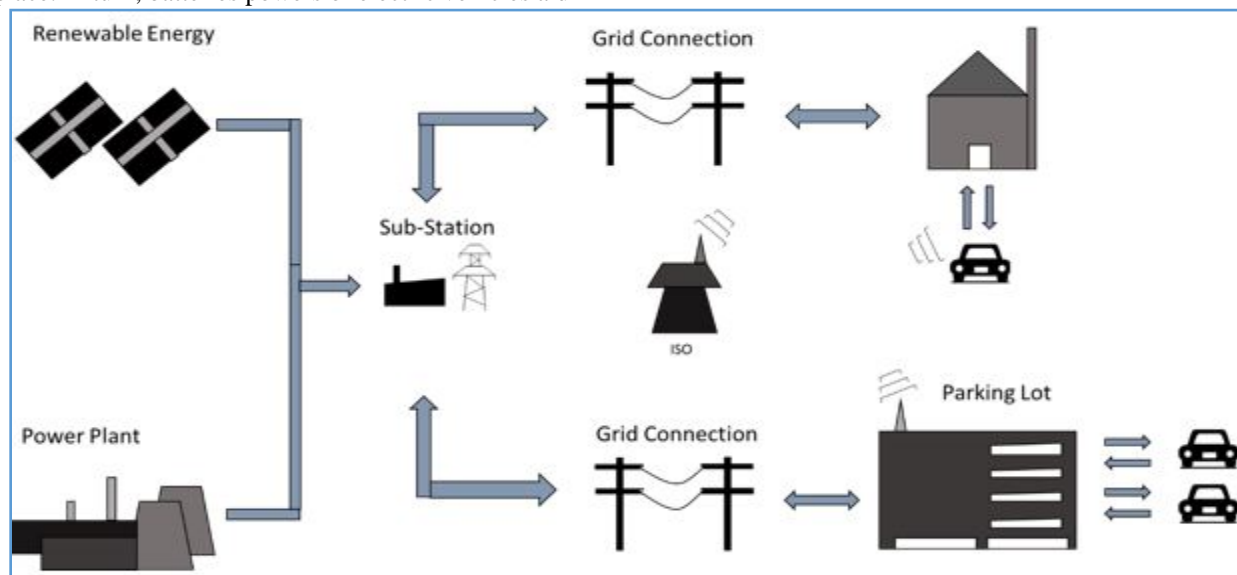 Renewable Energy
Grid Connection
Sub-Station
ISO
Parking Lot
Power Plant
Grid Connection